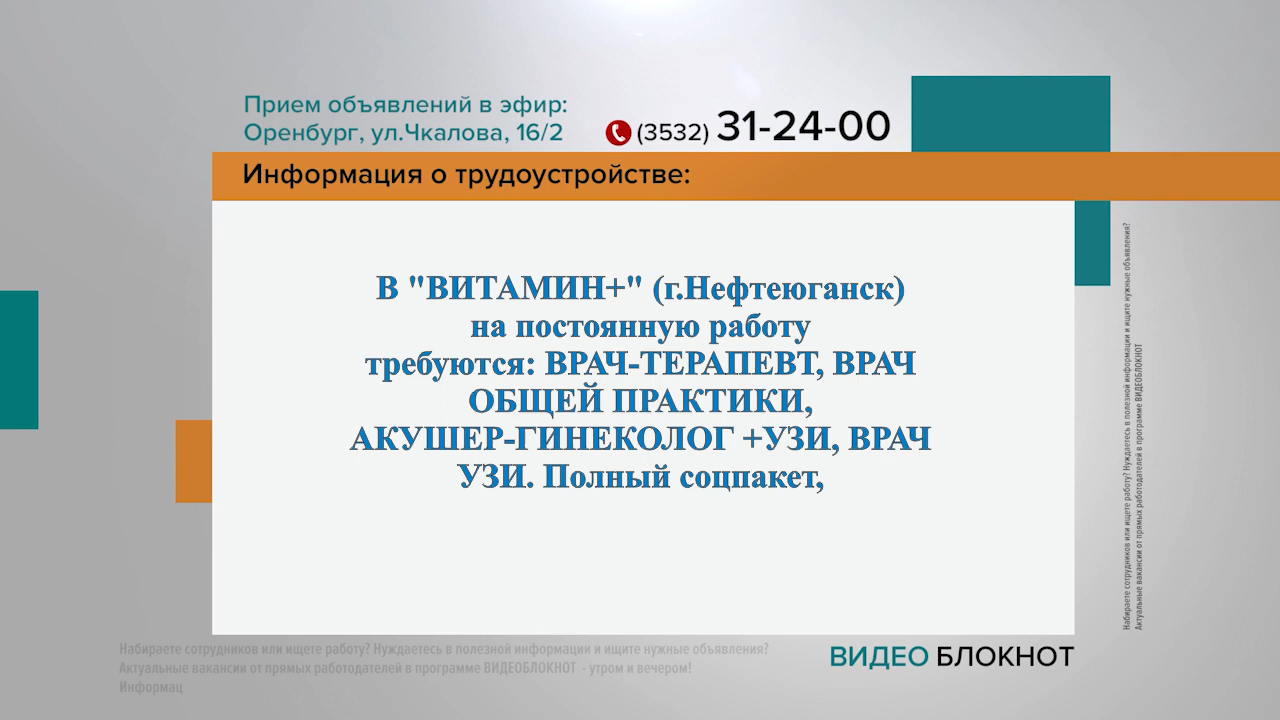 Прием объявлений в эфир:
Оренбург, ул.Чкалова, 16/2
(3532) 31-24-00
Информация о трудоустройстве:
В "ВИТАМИН+" (г.Нефтеюганск)
на постоянную работу
требуются: ВРАЧ-ТЕРАПЕВТ, ВРАЧ
ОБЩЕЙ ПРАКТИКИ,
АКУШЕР-ГИНЕКОЛОГ +УЗИ, ВРАЧ
УЗИ. Полный соцпакет,
Набираете сотрудников или ищете работу? Нуждаетесь в полезной информации и ищите нужные объявления?
Актуальные вакансии от прямых работодателей в программе ВИДЕОБЛОКНОТ
Набираете сотрудников или ищете работу? Нуждаетесь в полезной информации и ищите нужные объявления?
Актуальные вакансии от прямых работодателей в программе ВИДЕОБЛОКНОТ - утром и вечером!
Информац
ВИДЕО БЛОКНОТ